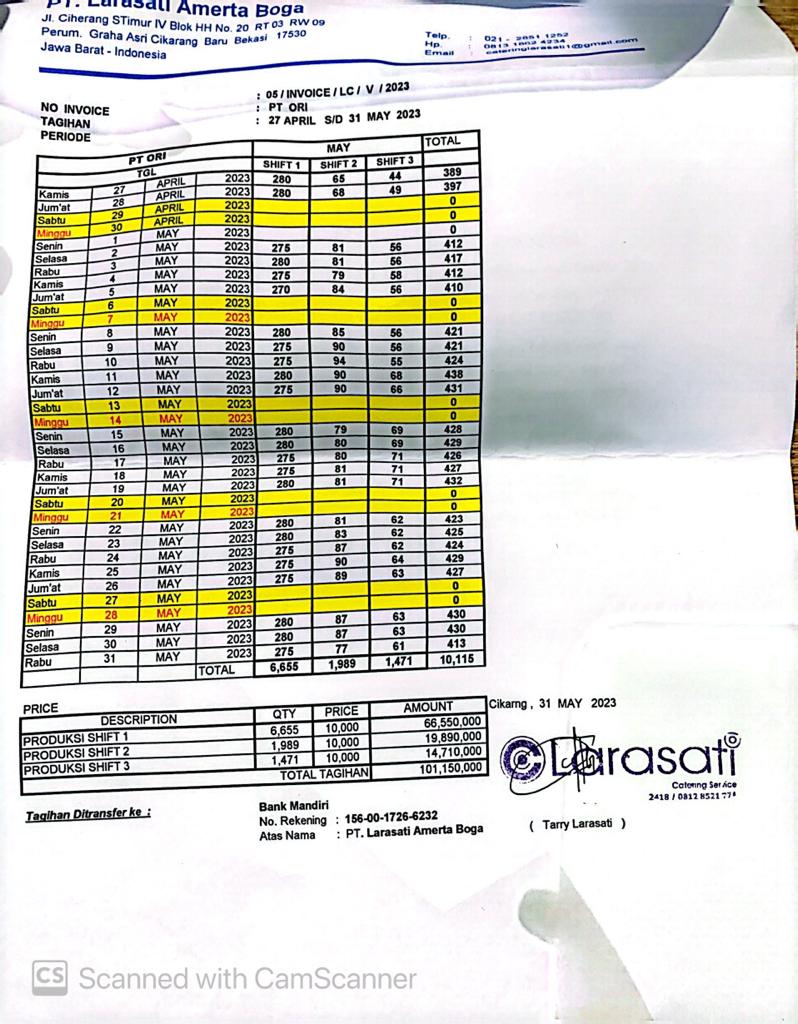 PT. Larasati Amerta Boga
Jl. Ciherang STimur IV Blok HH No. 20 RT 03 RW 09
Perum. Graha Asri Cikarang Baru Bekasi 17530
Jawa Barat - Indonesia
Telp. : 021 - 2851 1252
Hp. : 0813 1802 4234
Email : cateringlarasati1@gmail.com
NO INVOICE : 05 / INVOICE / LC / V / 2023
TAGIHAN : PT ORI
PERIODE : 27 APRIL S/D 31 MAY 2023
PT ORI MAY TOTAL
TGL SHIFT 1 SHIFT 2 SHIFT 3
Kamis 27 APRIL 2023 280 65 44 389
Jum'at 28 APRIL 2023 280 68 49 397
Sabtu 29 APRIL 2023 0
Minggu 30 APRIL 2023 0
Senin 1 MAY 2023 0
Selasa 2 MAY 2023 275 81 56 412
Rabu 3 MAY 2023 280 81 56 417
Kamis 4 MAY 2023 275 79 58 412
Jum'at 5 MAY 2023 270 84 56 410
Sabtu 6 MAY 2023 0
Minggu 7 MAY 2023 0
Senin 8 MAY 2023 280 85 56 421
Selasa 9 MAY 2023 275 90 56 421
Rabu 10 MAY 2023 275 94 55 424
Kamis 11 MAY 2023 280 90 68 438
Jum'at 12 MAY 2023 275 90 66 431
Sabtu 13 MAY 2023 0
Minggu 14 MAY 2023 0
Senin 15 MAY 2023 280 79 69 428
Selasa 16 MAY 2023 280 80 69 429
Rabu 17 MAY 2023 275 80 71 426
Kamis 18 MAY 2023 275 81 71 427
Jum'at 19 MAY 2023 280 81 71 432
Sabtu 20 MAY 2023 0
Minggu 21 MAY 2023 0
Senin 22 MAY 2023 280 81 62 423
Selasa 23 MAY 2023 280 83 62 425
Rabu 24 MAY 2023 275 87 62 424
Kamis 25 MAY 2023 275 90 64 429
Jum'at 26 MAY 2023 275 89 63 427
Sabtu 27 MAY 2023 0
Minggu 28 MAY 2023 0
Senin 29 MAY 2023 280 87 63 430
Selasa 30 MAY 2023 280 87 63 430
Rabu 31 MAY 2023 275 77 61 413
TOTAL 6,655 1,989 1,471 10,115
PRICE
DESCRIPTION QTY PRICE AMOUNT
PRODUKSI SHIFT 1 6,655 10,000 66,550,000
PRODUKSI SHIFT 2 1,989 10,000 19,890,000
PRODUKSI SHIFT 3 1,471 10,000 14,710,000
TOTAL TAGIHAN 101,150,000
Cikarng , 31 MAY 2023
Larasati
Catering Service
2418 / 0812 8521
Tagihan Ditransfer ke :
Bank Mandiri
No. Rekening : 156-00-1726-6232
Atas Nama : PT. Larasati Amerta Boga
( Tarry Larasati )
CS Scanned with CamScanner